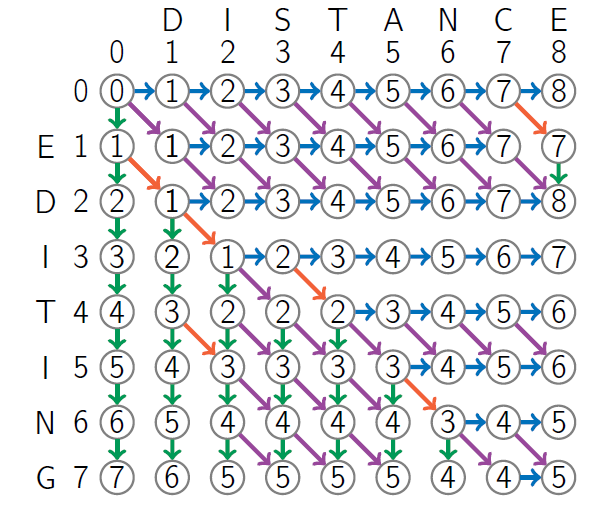 D I S T A N C E
0 1 2 3 4 5 6 7 8
0 0 1 2 3 4 5 6 7 8
E 1 1 1 2 3 4 5 6 7 7
D 2 2 1 2 3 4 5 6 7 8
I 3 3 2 1 2 3 4 5 6 7
T 4 4 3 2 2 2 3 4 5 6
I 5 5 4 3 3 3 3 4 5 6
N 6 6 5 4 4 4 4 3 4 5
G 7 7 6 5 5 5 5 4 4 5